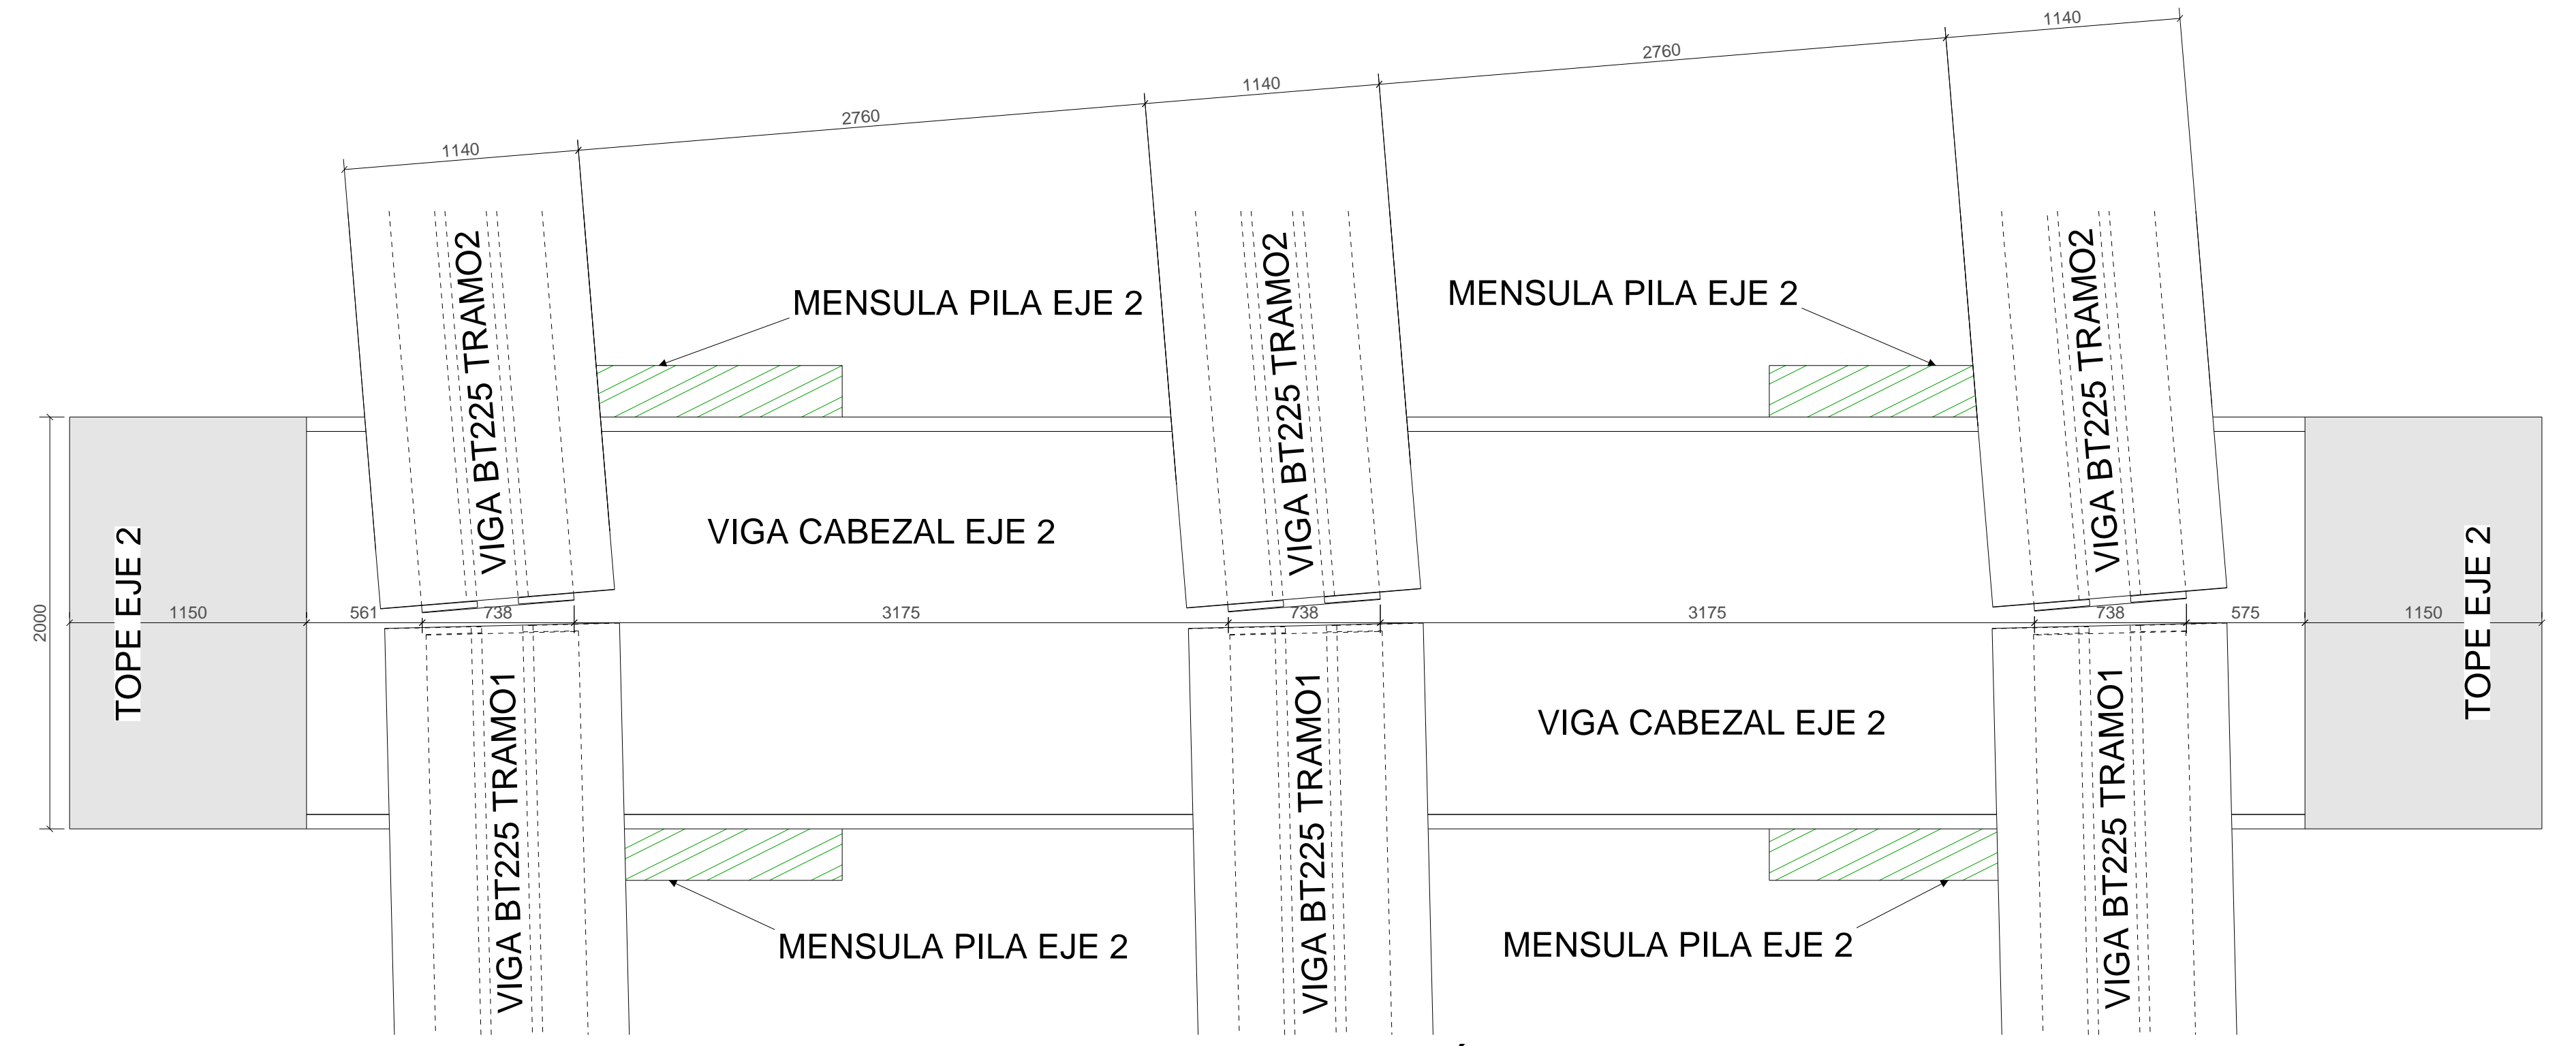 1140
2760
1140
2760
1140
VIGA BT225 TRAMO2
VIGA BT225 TRAMO2
VIGA BT225 TRAMO2
MENSULA PILA EJE 2
MENSULA PILA EJE 2
VIGA CABEZAL EJE 2
TOPE EJE 2
TOPE EJE 2
2000
1150
561
738
3175
738
3175
738
575
1150
VIGA BT225 TRAMO1
VIGA BT225 TRAMO1
VIGA BT225 TRAMO1
VIGA CABEZAL EJE 2
MENSULA PILA EJE 2
MENSULA PILA EJE 2